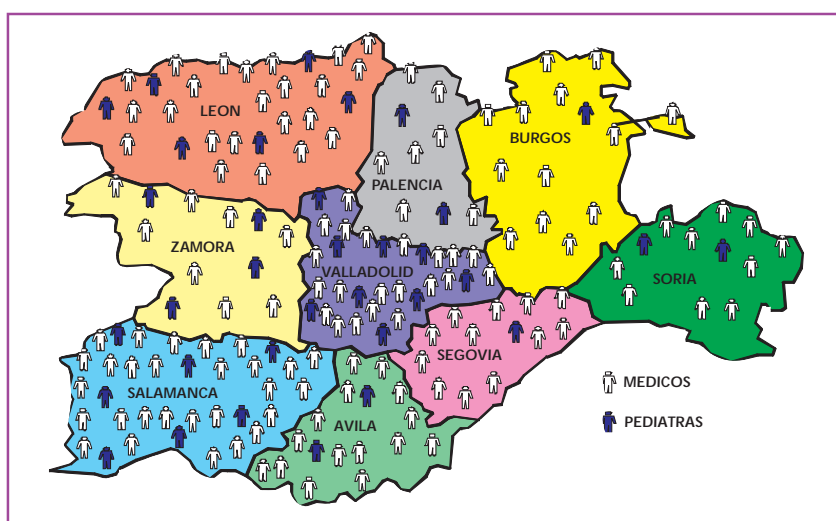 LEON
BURGOS
PALENCIA
ZAMORA
VALLADOLID
SORIA
SEGOVIA
SALAMANCA
AVILA
MEDICOS
PEDIATRAS